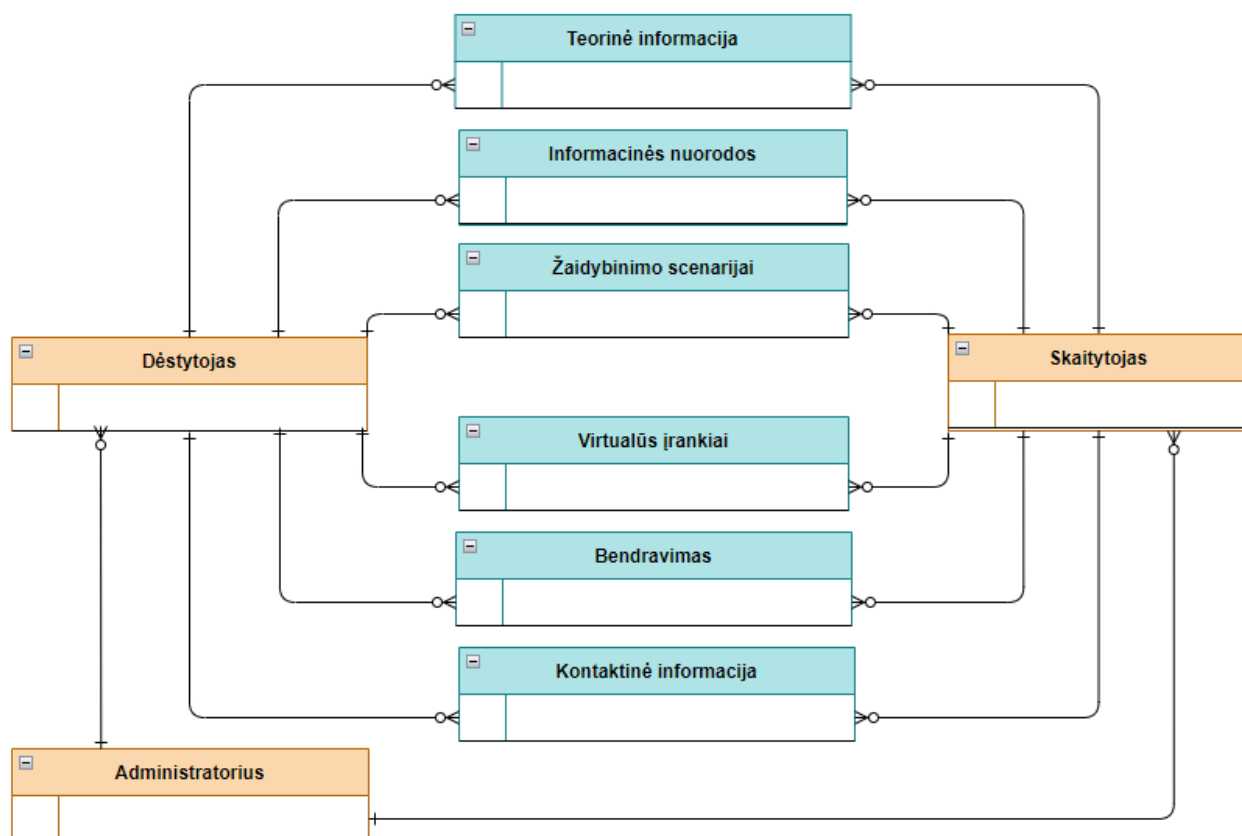 Teorinė informacija
Informacinės nuorodos
Žaidybinimo scenarijai
Dėstytojas
Skaitytojas
Virtualūs įrankiai
Bendravimas
Kontaktinė informacija
Administratorius